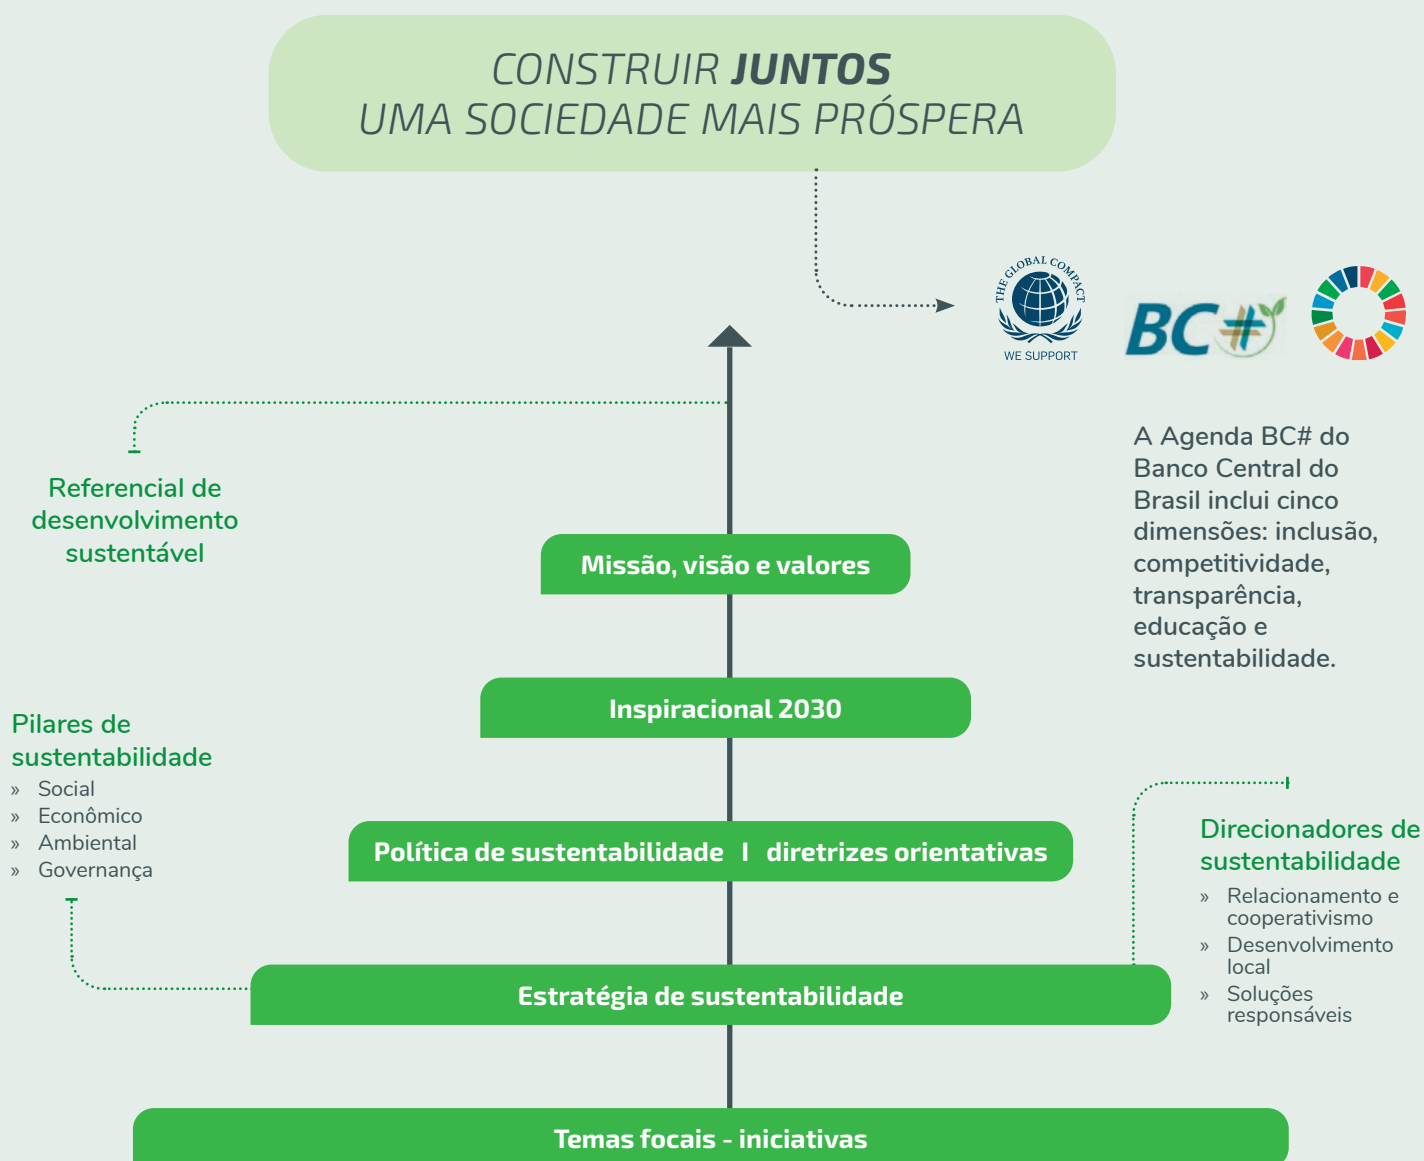 CONSTRUIR JUNTOS
UMA SOCIEDADE MAIS PRÓSPERA
THE GLOBAL COMPACT
WE SUPPORT
BC#
A Agenda BC# do
Banco Central do
Brasil inclui cinco
dimensões: inclusão,
competitividade,
transparência,
educação e
sustentabilidade.
Referencial de
desenvolvimento
sustentável
Missão, visão e valores
Inspiracional 2030
Pilares de
sustentabilidade
» Social
» Econômico
» Ambiental
» Governança
Política de sustentabilidade I diretrizes orientativas
Direcionadores de
sustentabilidade
» Relacionamento e
cooperativismo
» Desenvolvimento
local
» Soluções
responsáveis
Estratégia de sustentabilidade
Temas focais - iniciativas